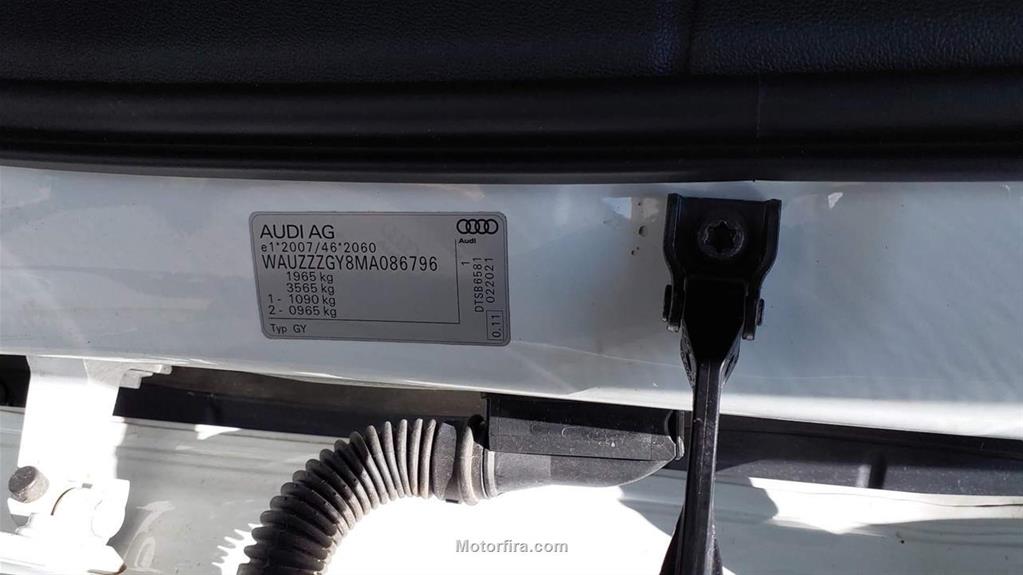 AUDI AG
e1*2007/46*2060
WAUZZZGY8MA086796
1965 kg
3565 kg
1 - 1090 kg
2 - 0965 kg
Typ GY
Audi
DTSB6581 1
022021
0.11
Motorfira.com